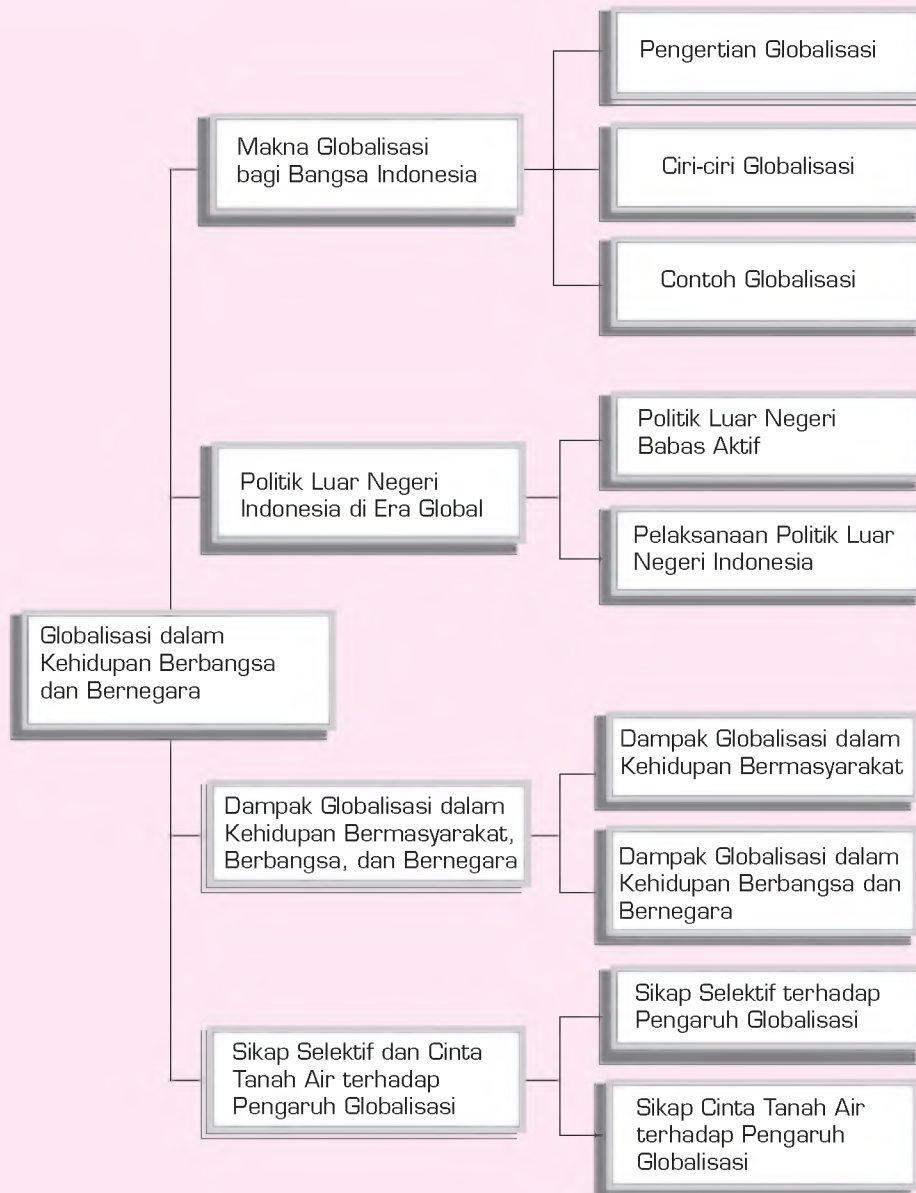 Pengertian Globalisasi
Makna Globalisasi
bagi Bangsa Indonesia
Ciri-ciri Globalisasi
Contoh Globalisasi
Politik Luar Negeri
Babas Aktif
Politik Luar Negeri
Indonesia di Era Global
Pelaksanaan Politik Luar
Negeri Indonesia
Globalisasi dalam
Kehidupan Berbangsa
dan Bernegara
Dampak Globalisasi dalam
Kehidupan Bermasyarakat
Dampak Globalisasi dalam
Kehidupan Bermasyarakat,
Berbangsa, dan Bernegara
Dampak Globalisasi dalam
Kehidupan Berbangsa dan
Bernegara
Sikap Selektif terhadap
Pengaruh Globalisasi
Sikap Selektif dan Cinta
Tanah Air terhadap
Pengaruh Globalisasi
Sikap Cinta Tanah Air
terhadap Pengaruh
Globalisasi